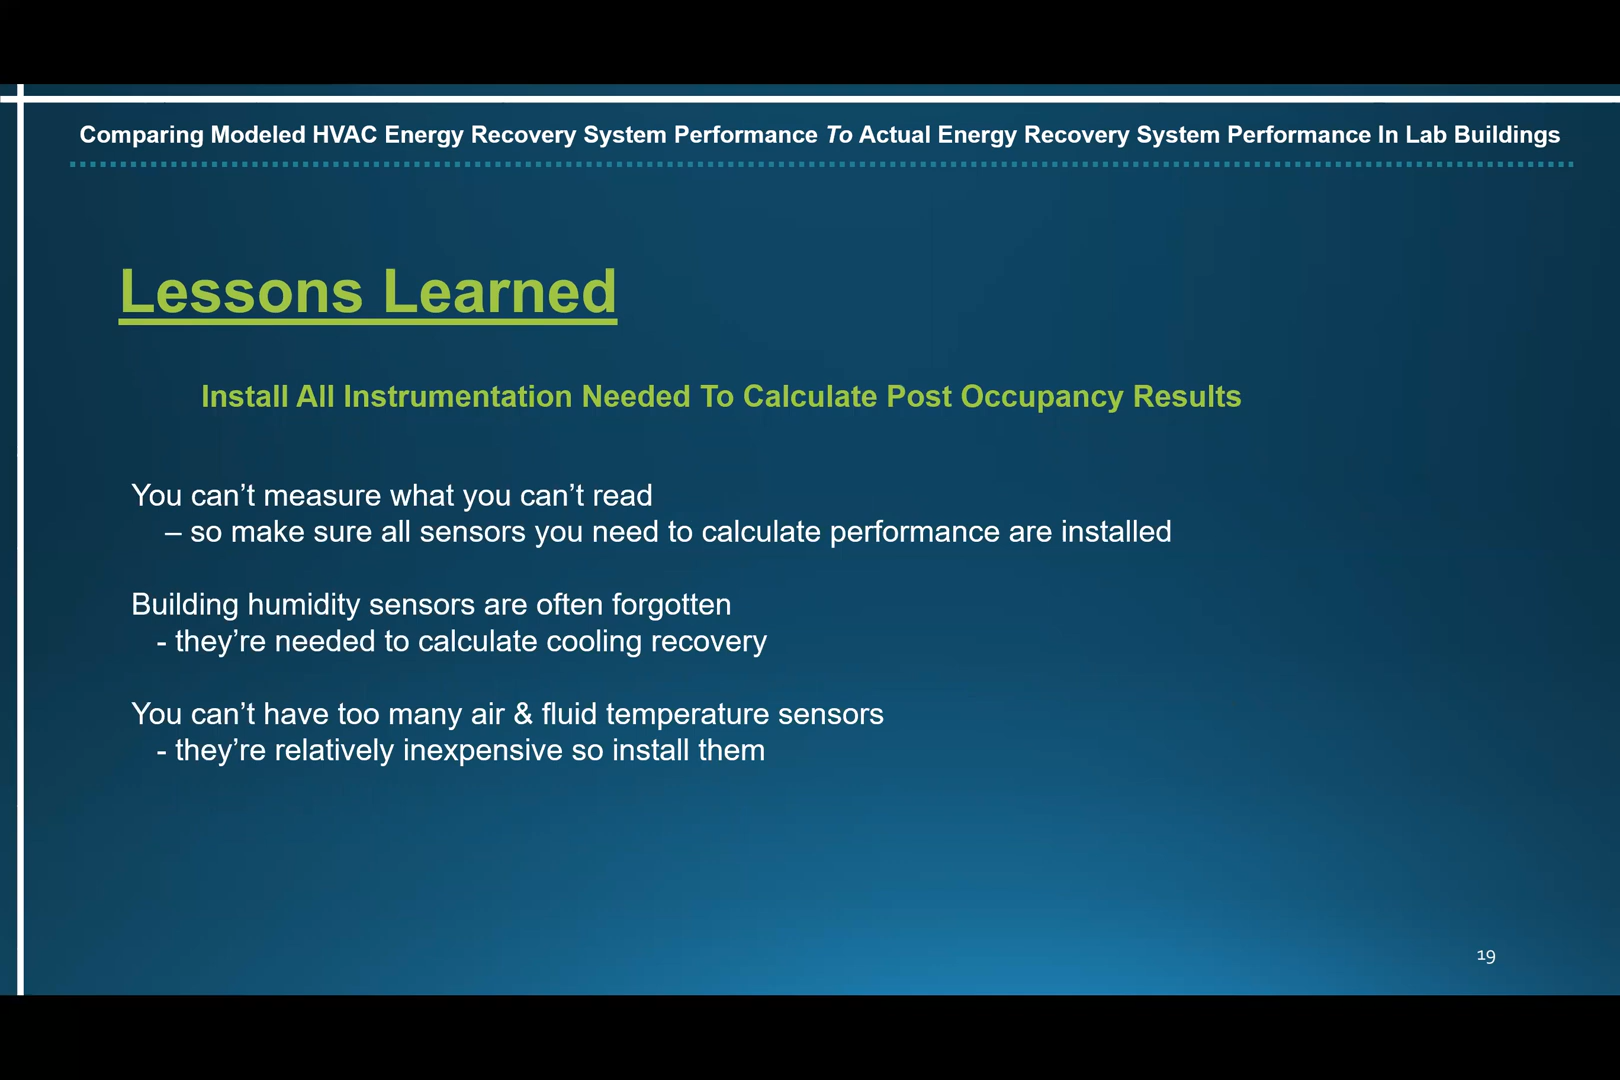 Comparing Modeled HVAC Energy Recovery System Performance To Actual Energy Recovery System Performance In Lab Buildings
Lessons Learned
Install All Instrumentation Needed To Calculate Post Occupancy Results
You can’t measure what you can’t read
– so make sure all sensors you need to calculate performance are installed
Building humidity sensors are often forgotten
- they’re needed to calculate cooling recovery
You can’t have too many air & fluid temperature sensors
- they’re relatively inexpensive so install them
19